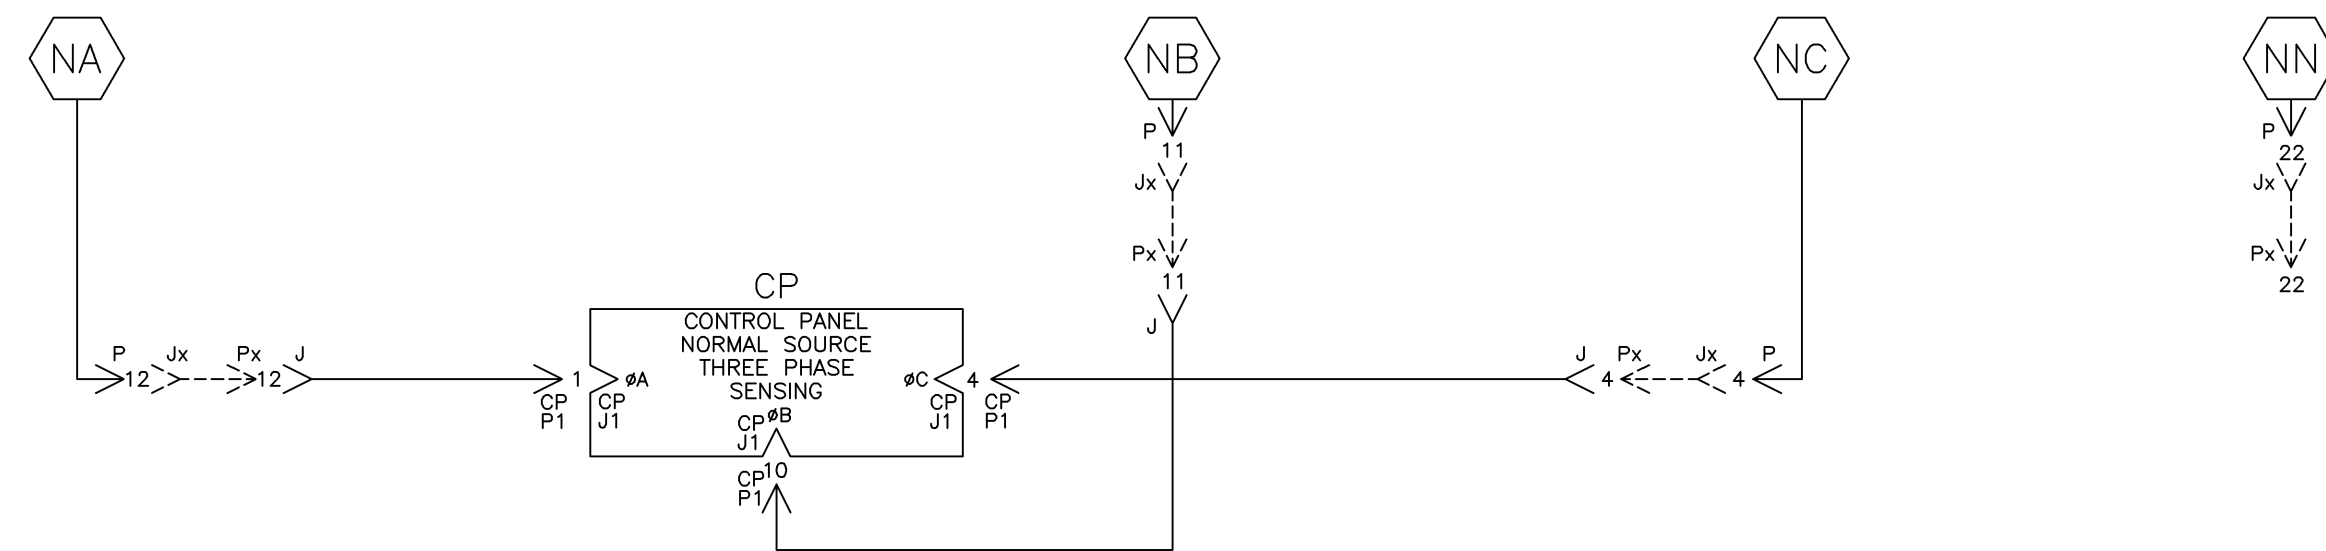 NA
NB
NC
NN
P
11
Jx
Px
11
J
P
22
Jx
Px
22
CP
CONTROL PANEL
NORMAL SOURCE
THREE PHASE
SENSING
P
12
Jx
Px
12
J
1
CP
P1
øA
CP
J1
øB
CP
J1
10
CP
P1
øC
CP
J1
4
CP
P1
J
4
Px
Jx
4
P